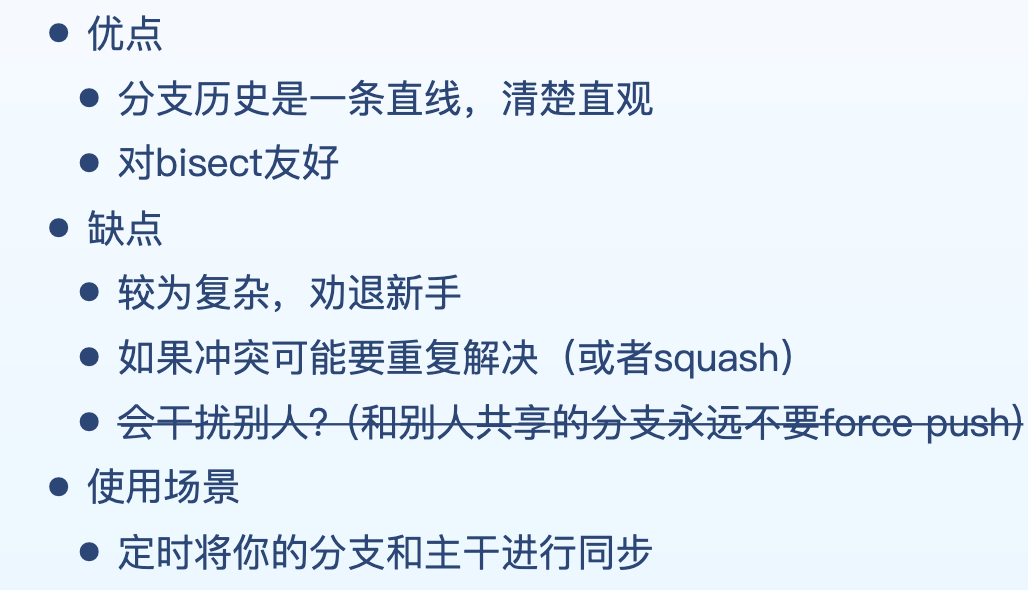 优点
分支历史是一条直线，清楚直观
对bisect友好
缺点
较为复杂，劝退新手
如果冲突可能要重复解决（或者squash）
会干扰别人？(和别人共享的分支永远不要force push)
使用场景
定时将你的分支和主干进行同步